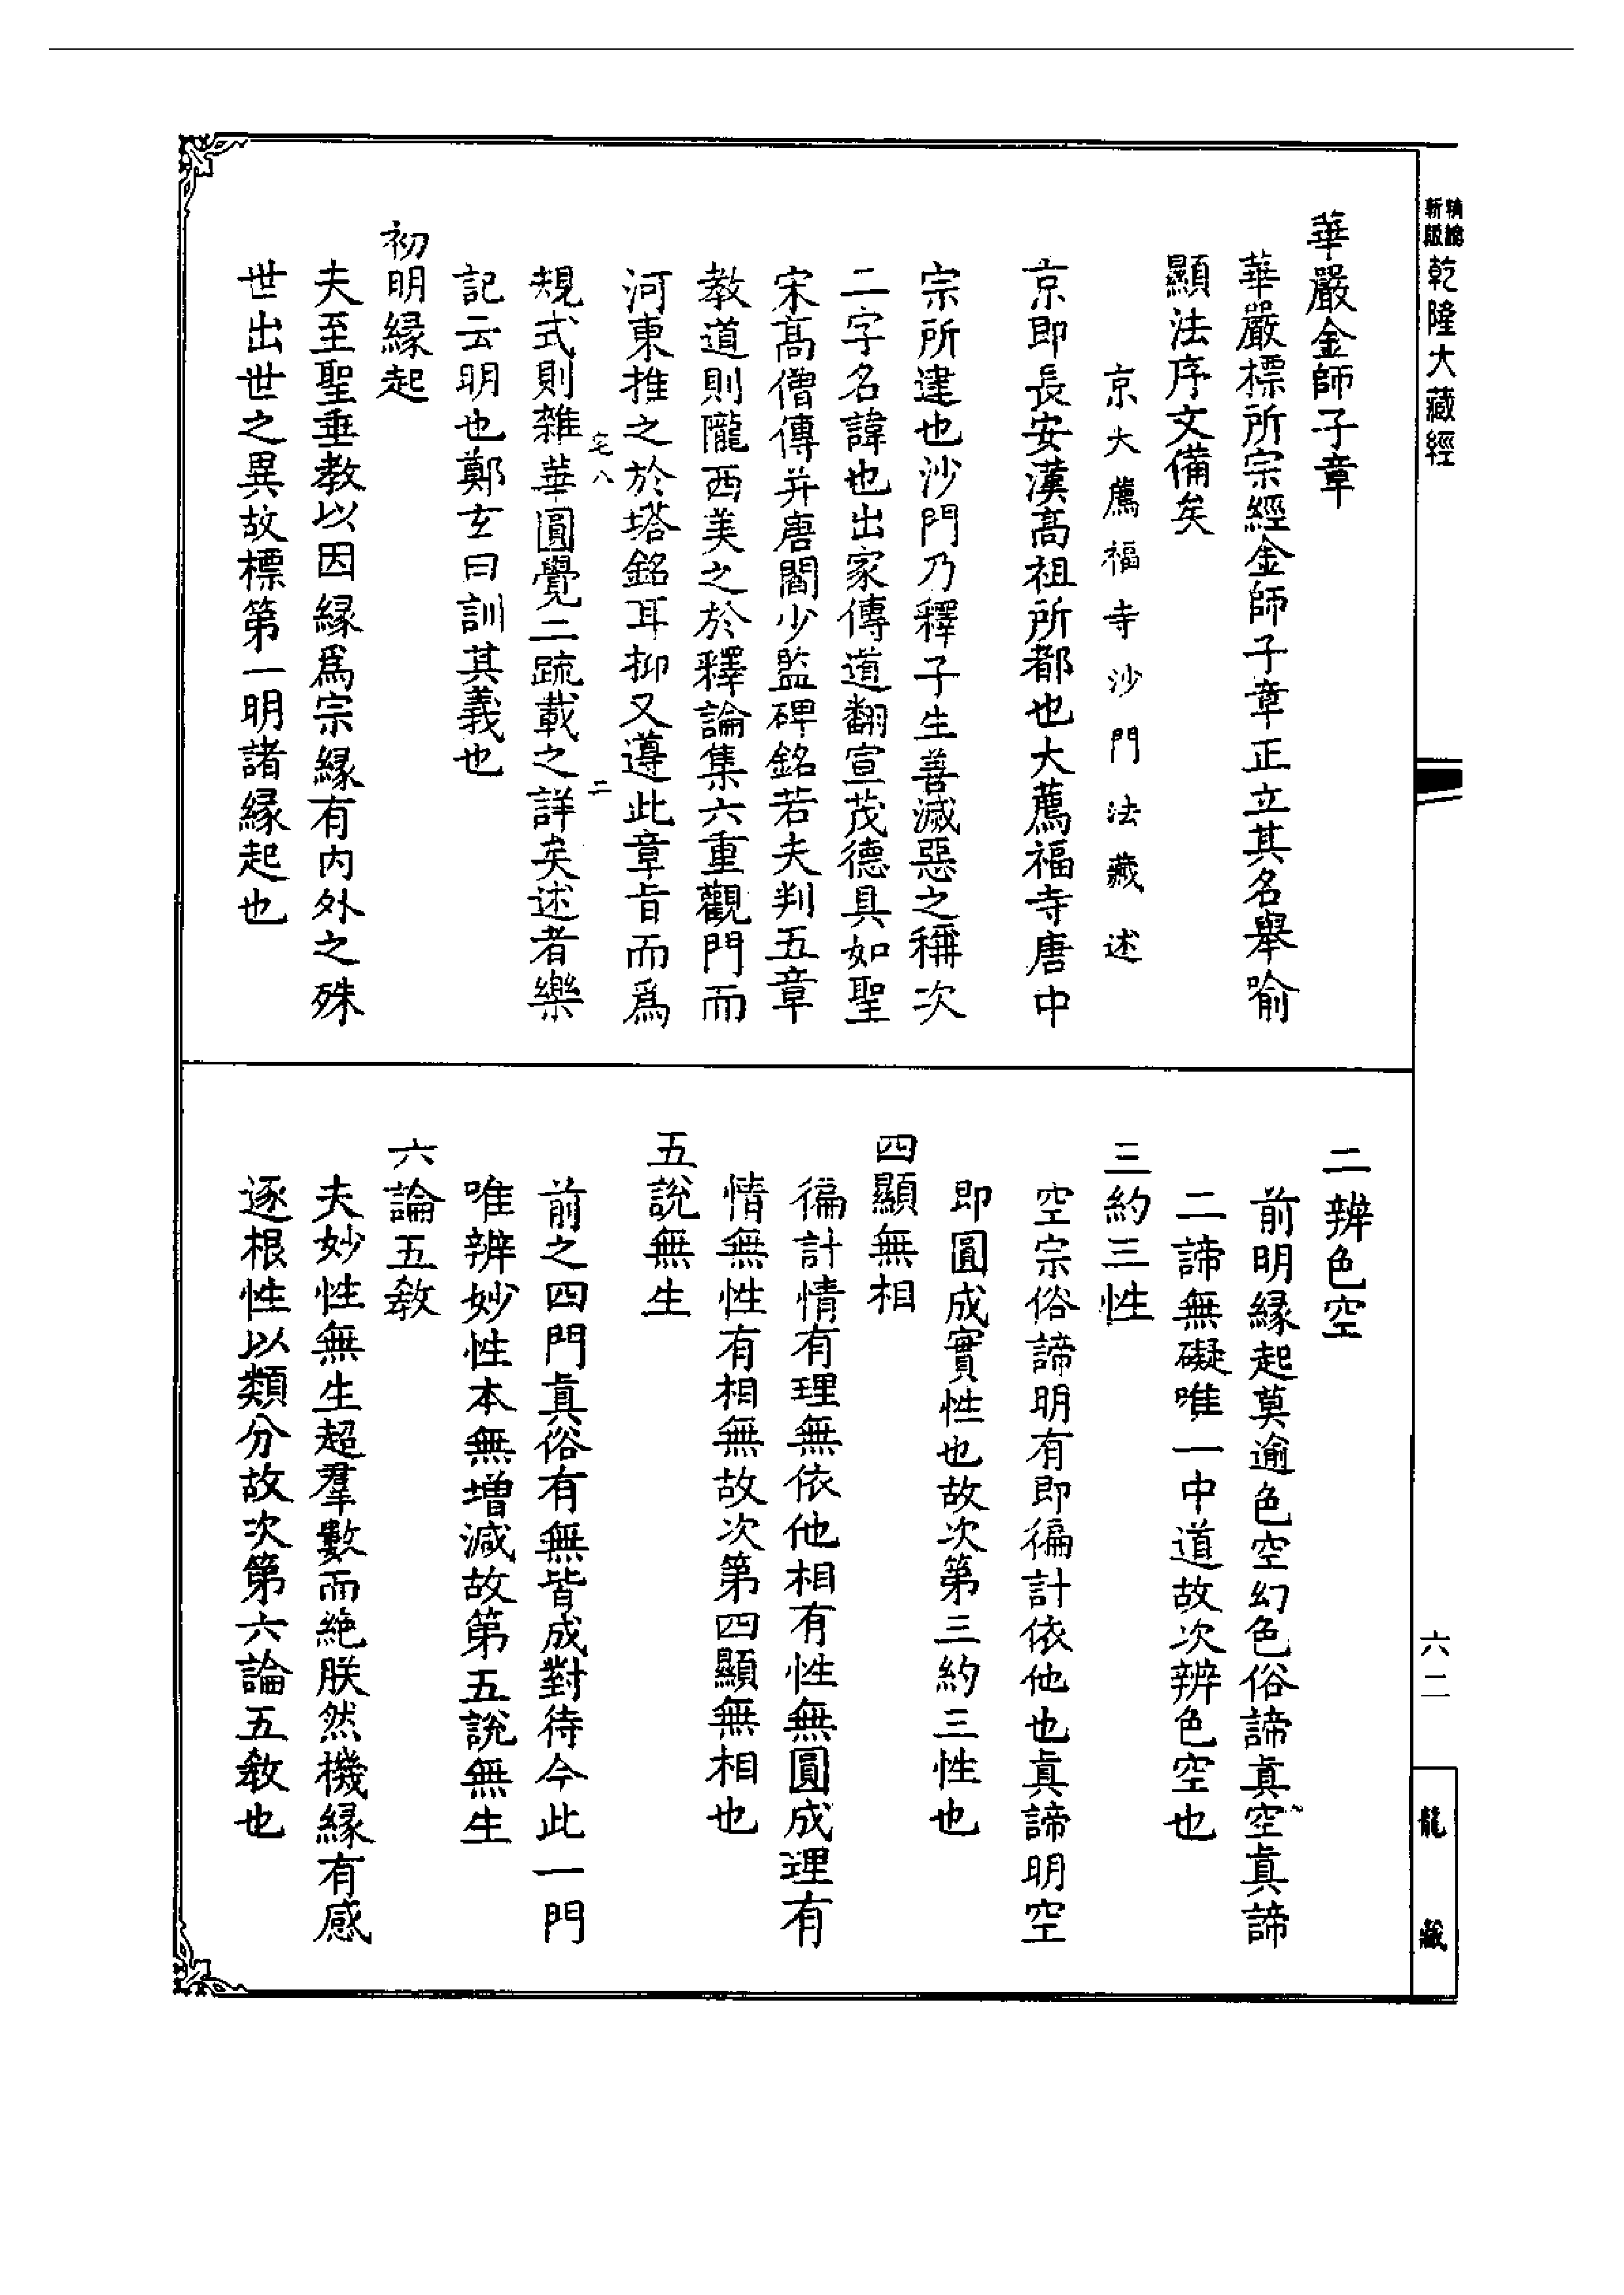 精繪
新版
乾隆大藏經
華嚴金師子章
華嚴標所宗經金師子章正立其名舉喻
顯法序文備矣
京大薦福寺沙門法藏述
京即長安漢高祖所都也大薦福寺唐中
宗所建也沙門乃釋子生善滅惡之稱次
二字名諱也出家傳道翻宣茂德具如聖
宋高僧傳并唐閻少監碑銘若夫判五章
教道則隴西美之於釋論集六重觀門而
河東推之於塔銘耳抑又遵此章旨而為
宅八
二
規式則雜華圓覺二疏載之詳矣述者樂
記云明也鄭玄曰訓其義也
初明緣起
夫至聖垂教以因緣為宗緣有內外之殊
世出世之異故標第一明諸緣起也
二辨色空
前明緣起莫逾色空幻色俗諦真空真諦
二諦無礙唯一中道故次辨色空也
三約三性
空宗俗諦明有即徧計依他也真諦明空
即圓成實性也故次第三約三性也
四顯無相
徧計情有理無依他相有性無圓成理有
情無性有相無故次第四顯無相也
五說無生
前之四門真俗有無皆成對待今此一門
唯辨妙性本無增減故第五說無生
六論五教
夫妙性無生超羣數而絕朕然機緣有感
逐根性以類分故次第六論五教也
六二
龍藏